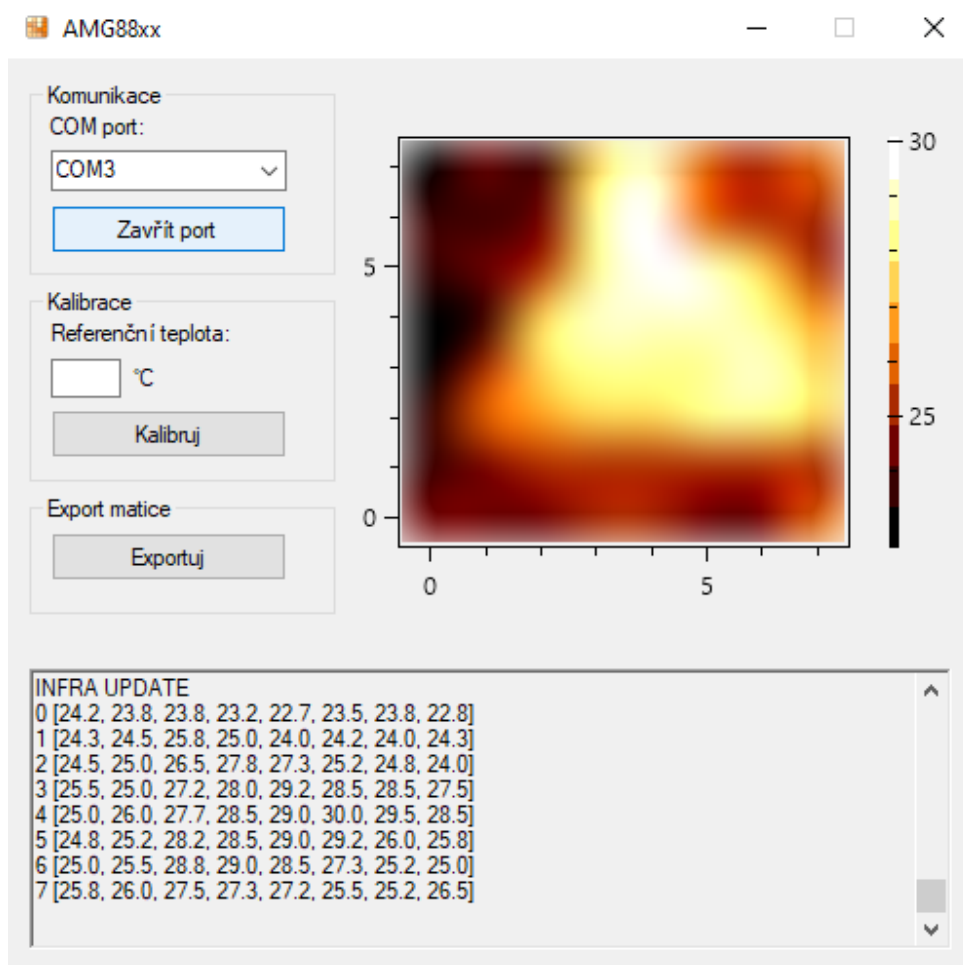 AMG88xx
Komunikace
COM port:
COM3
Zavřít port
Kalibrace
Referenční teplota:
°C
Kalibruj
Export matice
Exportuj
5
0
0
5
30
25
INFRA UPDATE
0 [24.2, 23.8, 23.8, 23.2, 22.7, 23.5, 23.8, 22.8]
1 [24.3, 24.5, 25.8, 25.0, 24.0, 24.2, 24.0, 24.3]
2 [24.5, 25.0, 26.5, 27.8, 27.3, 25.2, 24.8, 24.0]
3 [25.5, 25.0, 27.2, 28.0, 29.2, 28.5, 28.5, 27.5]
4 [25.0, 26.0, 27.7, 28.5, 29.0, 30.0, 29.5, 28.5]
5 [24.8, 25.2, 28.2, 28.5, 29.0, 29.2, 26.0, 25.8]
6 [25.0, 25.5, 28.8, 29.0, 28.5, 27.3, 25.2, 25.0]
7 [25.8, 26.0, 27.5, 27.3, 27.2, 25.5, 25.2, 26.5]